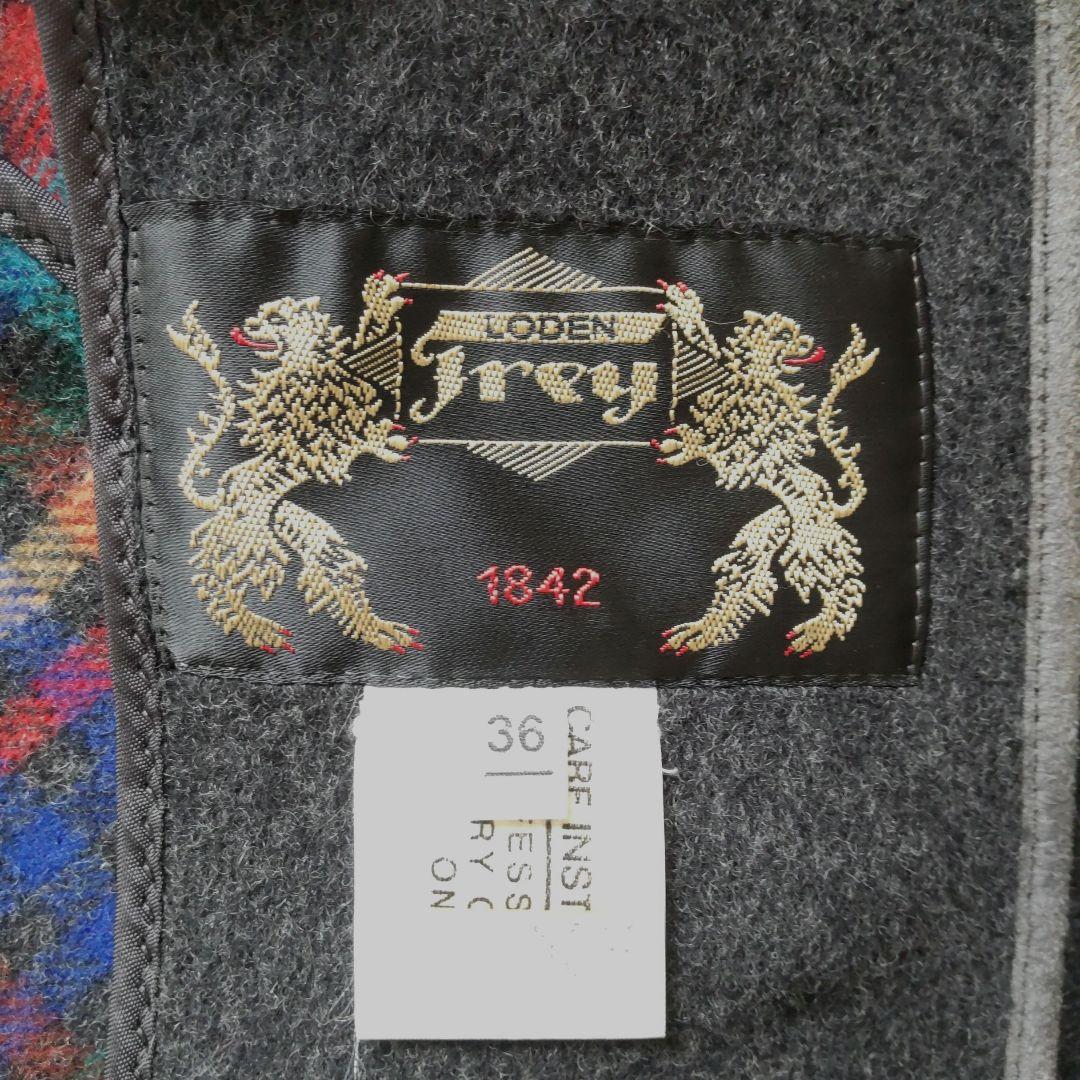 LODEN
Frey
1842
36
CARE INST
ESS
RY C
ON